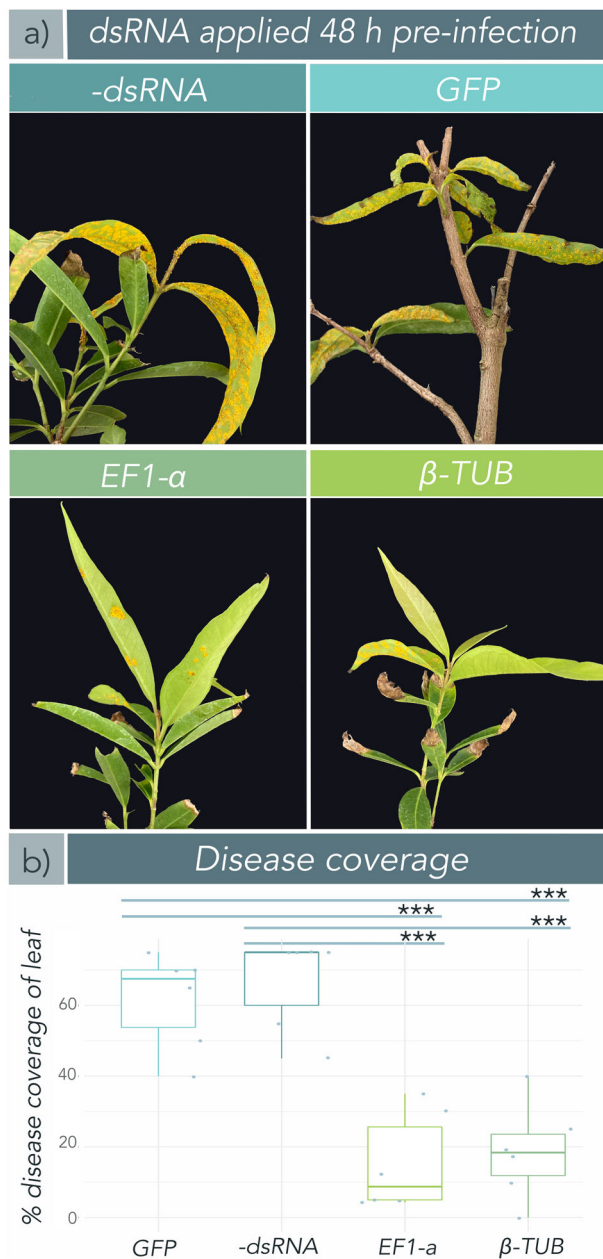 a) dsRNA applied 48 h pre-infection
-dsRNA GFP
EF1-α β-TUB
b) Disease coverage
***
***
***
***
% disease coverage of leaf
60
40
20
0
GFP -dsRNA EF1-a β-TUB